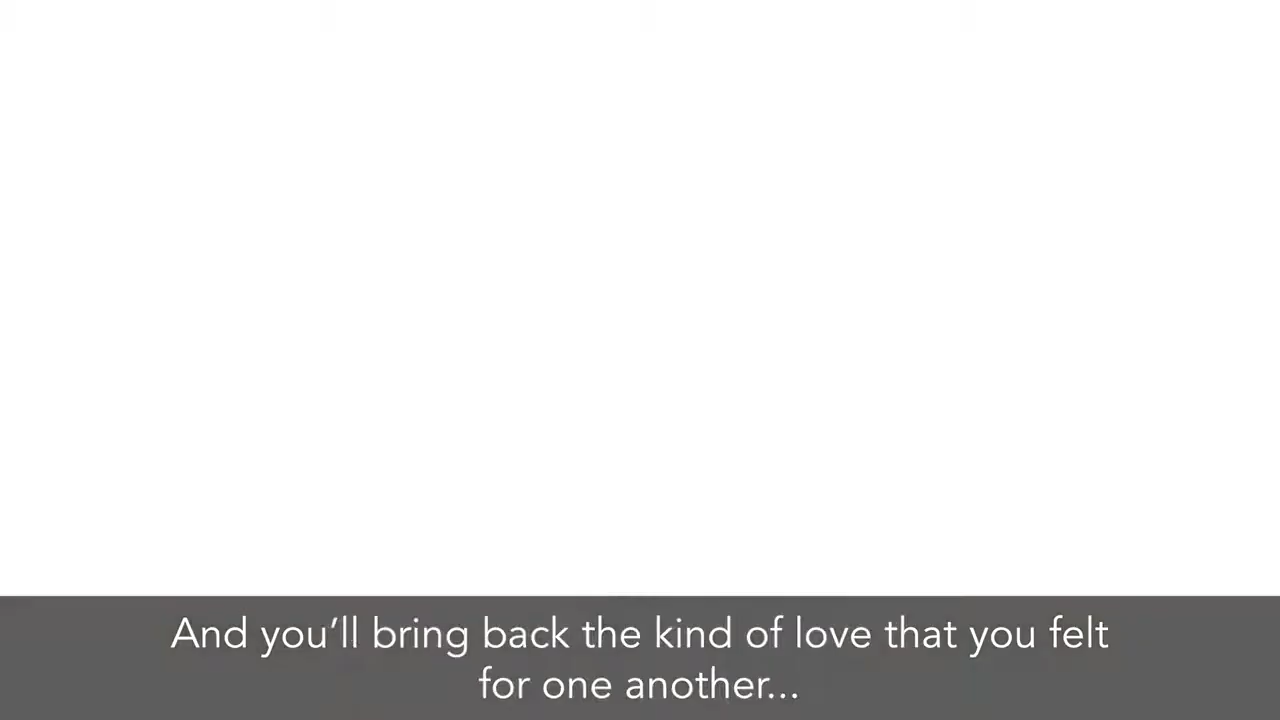 And you’ll bring back the kind of love that you felt
for one another...